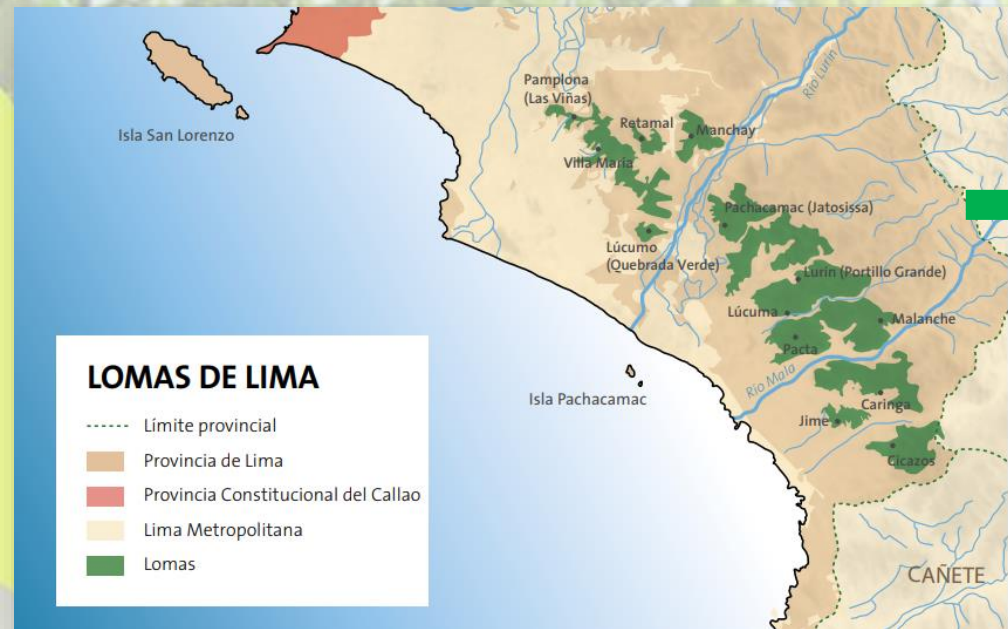 Isla San Lorenzo
Pamplona
(Las Viñas)
Retamal
Manchay
Villa María
Río Lurín
Pachacamac (Jatosissa)
Lúcumo
(Quebrada Verde)
Lurín (Portillo Grande)
Lúcuma
Malanche
Pacta
Río Mala
Isla Pachacamac
Caringa
Jime
Cicazos
CAÑETE
LOMAS DE LIMA
Límite provincial
Provincia de Lima
Provincia Constitucional del Callao
Lima Metropolitana
Lomas